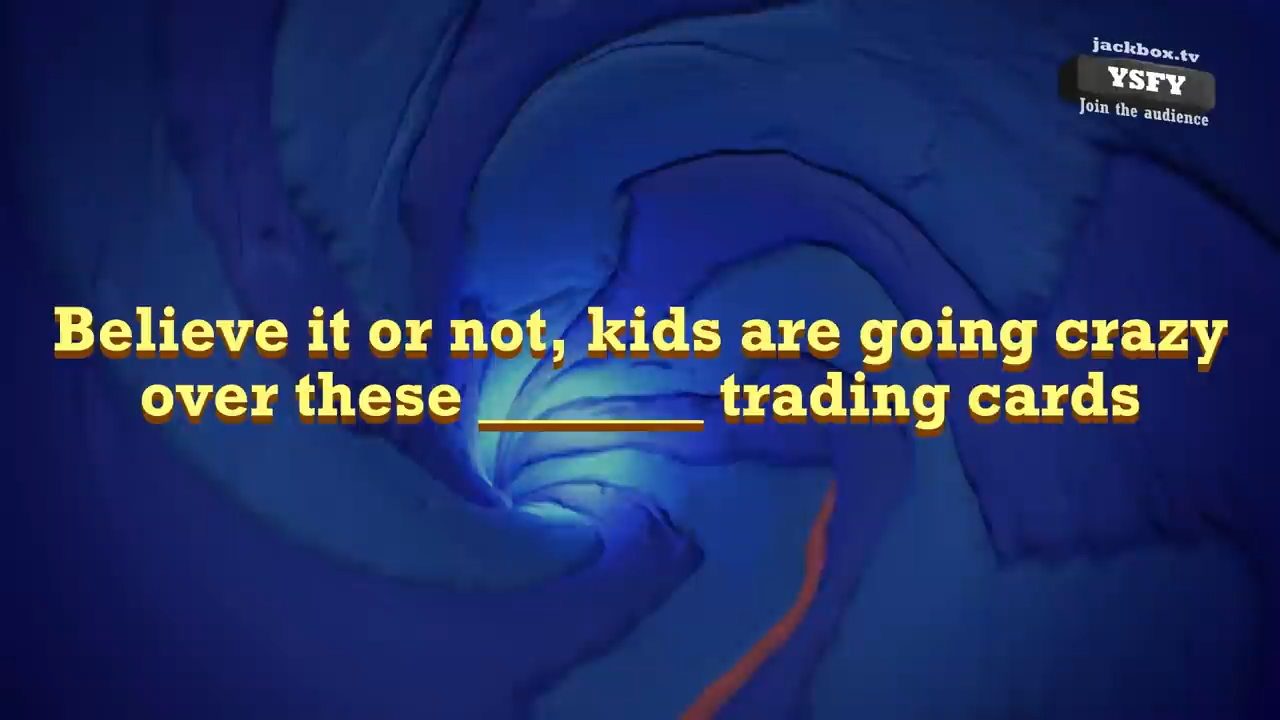 jackbox.tv
YSFY
Join the audience
Believe it or not, kids are going crazy
over these ________ trading cards